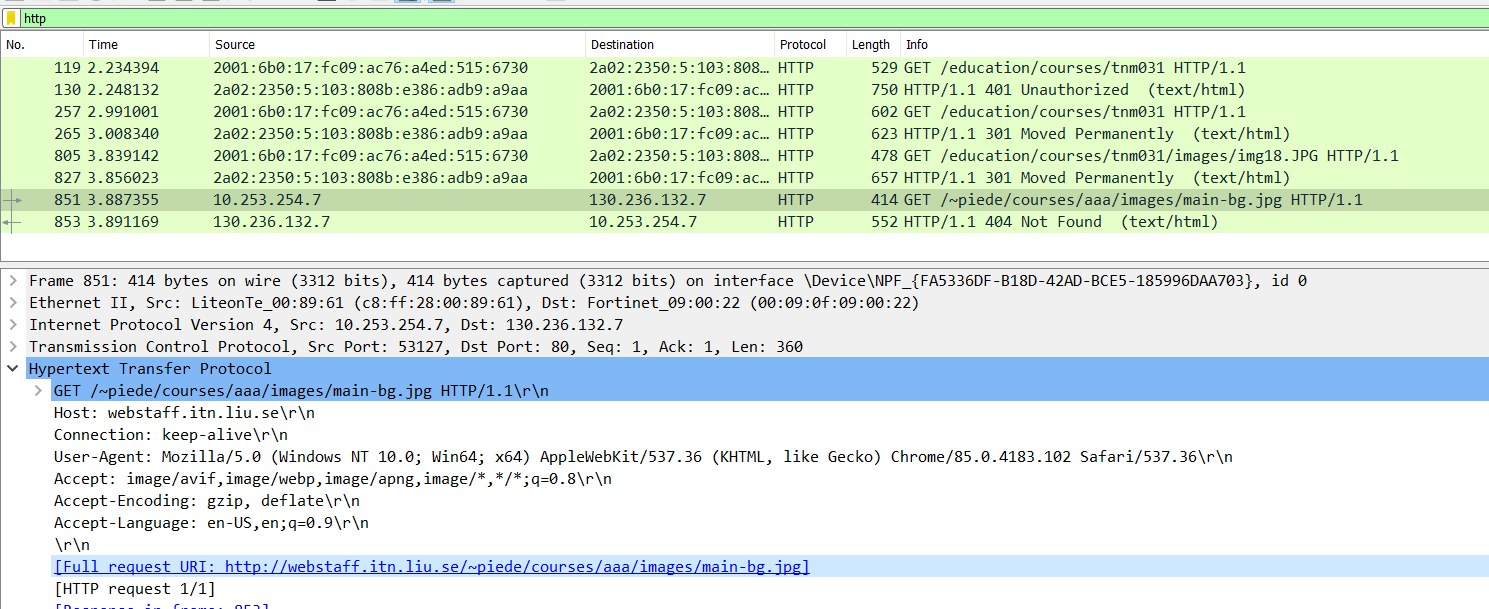 http
No. Time Source Destination Protocol Length Info
119 2.234394 2001:6b0:17:fc09:ac76:a4ed:515:6730 2a02:2350:5:103:808… HTTP 529 GET /education/courses/tnm031 HTTP/1.1
130 2.248132 2a02:2350:5:103:808b:e386:adb9:a9aa 2001:6b0:17:fc09:ac… HTTP 750 HTTP/1.1 401 Unauthorized (text/html)
257 2.991001 2001:6b0:17:fc09:ac76:a4ed:515:6730 2a02:2350:5:103:808… HTTP 602 GET /education/courses/tnm031 HTTP/1.1
265 3.008340 2a02:2350:5:103:808b:e386:adb9:a9aa 2001:6b0:17:fc09:ac… HTTP 623 HTTP/1.1 301 Moved Permanently (text/html)
805 3.839142 2001:6b0:17:fc09:ac76:a4ed:515:6730 2a02:2350:5:103:808… HTTP 478 GET /education/courses/tnm031/images/img18.JPG HTTP/1.1
827 3.856023 2a02:2350:5:103:808b:e386:adb9:a9aa 2001:6b0:17:fc09:ac… HTTP 657 HTTP/1.1 301 Moved Permanently (text/html)
851 3.887355 10.253.254.7 130.236.132.7 HTTP 414 GET /~piede/courses/aaa/images/main-bg.jpg HTTP/1.1
853 3.891169 130.236.132.7 10.253.254.7 HTTP 552 HTTP/1.1 404 Not Found (text/html)
Frame 851: 414 bytes on wire (3312 bits), 414 bytes captured (3312 bits) on interface \Device\NPF_{FA5336DF-B18D-42AD-BCE5-185996DAA703}, id 0
Ethernet II, Src: LiteonTe_00:89:61 (c8:ff:28:00:89:61), Dst: Fortinet_09:00:22 (00:09:0f:09:00:22)
Internet Protocol Version 4, Src: 10.253.254.7, Dst: 130.236.132.7
Transmission Control Protocol, Src Port: 53127, Dst Port: 80, Seq: 1, Ack: 1, Len: 360
Hypertext Transfer Protocol
GET /~piede/courses/aaa/images/main-bg.jpg HTTP/1.1\r\n
Host: webstaff.itn.liu.se\r\n
Connection: keep-alive\r\n
User-Agent: Mozilla/5.0 (Windows NT 10.0; Win64; x64) AppleWebKit/537.36 (KHTML, like Gecko) Chrome/85.0.4183.102 Safari/537.36\r\n
Accept: image/avif,image/webp,image/apng,image/*,*/*;q=0.8\r\n
Accept-Encoding: gzip, deflate\r\n
Accept-Language: en-US,en;q=0.9\r\n
\r\n
[Full request URI: http://webstaff.itn.liu.se/~piede/courses/aaa/images/main-bg.jpg]
[HTTP request 1/1]
[Response in frame: 853]